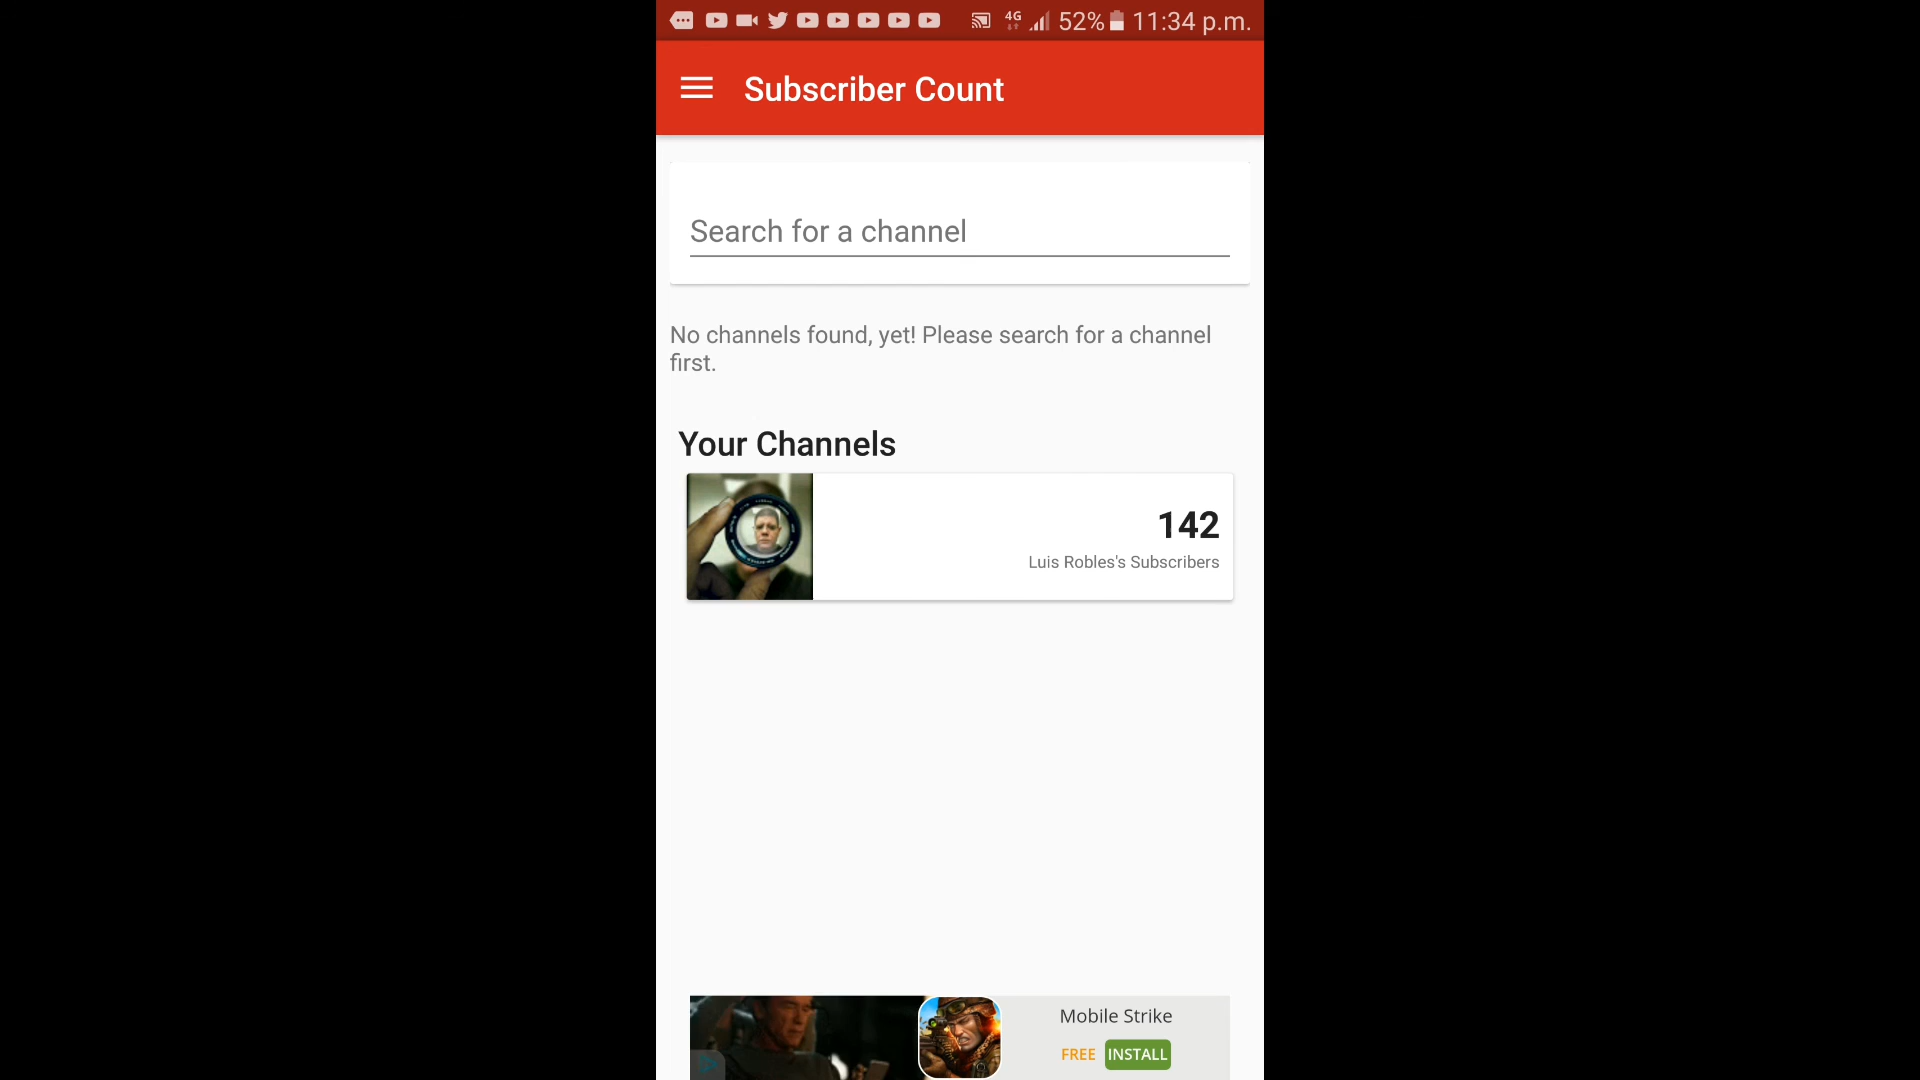 4G 52% 11:34 p.m.
Subscriber Count
Search for a channel
No channels found, yet! Please search for a channel
first.
Your Channels
142
Luis Robles's Subscribers
Mobile Strike
FREE INSTALL